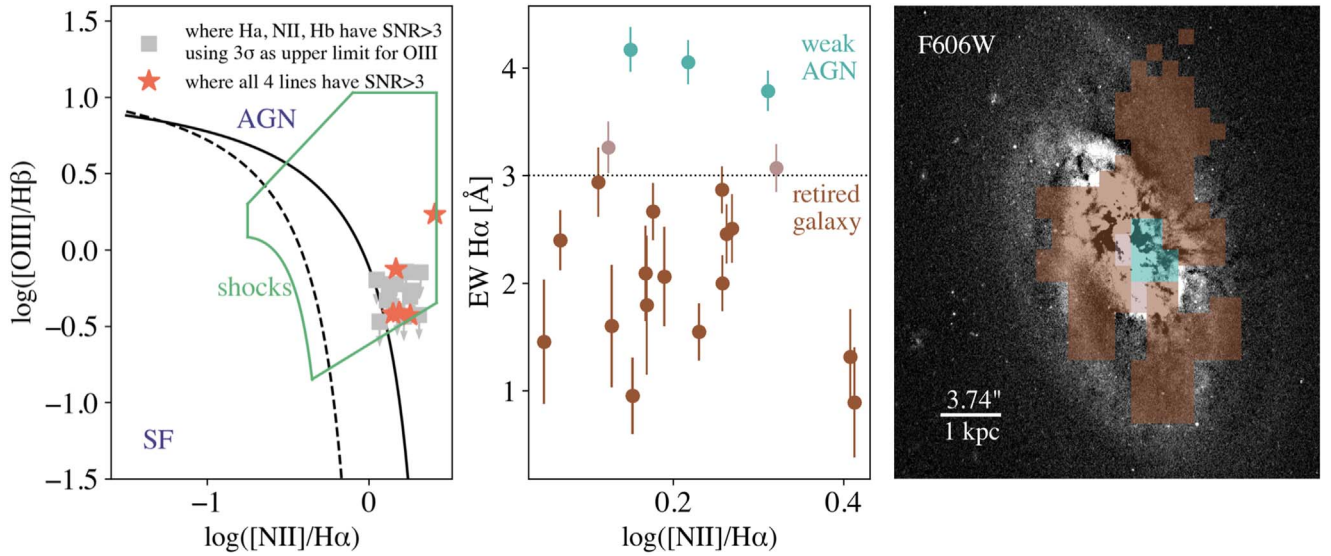 1.5
1.0
0.5
0.0
−0.5
−1.0
−1.5
log([OIII]/Hβ)
where Ha, NII, Hb have SNR>3
using 3σ as upper limit for OIII
where all 4 lines have SNR>3
AGN
shocks
SF
−1
0
log([NII]/Hα)
EW Hα [Å]
4
3
2
1
weak
AGN
retired
galaxy
0.2
0.4
log([NII]/Hα)
F606W
3.74"
1 kpc